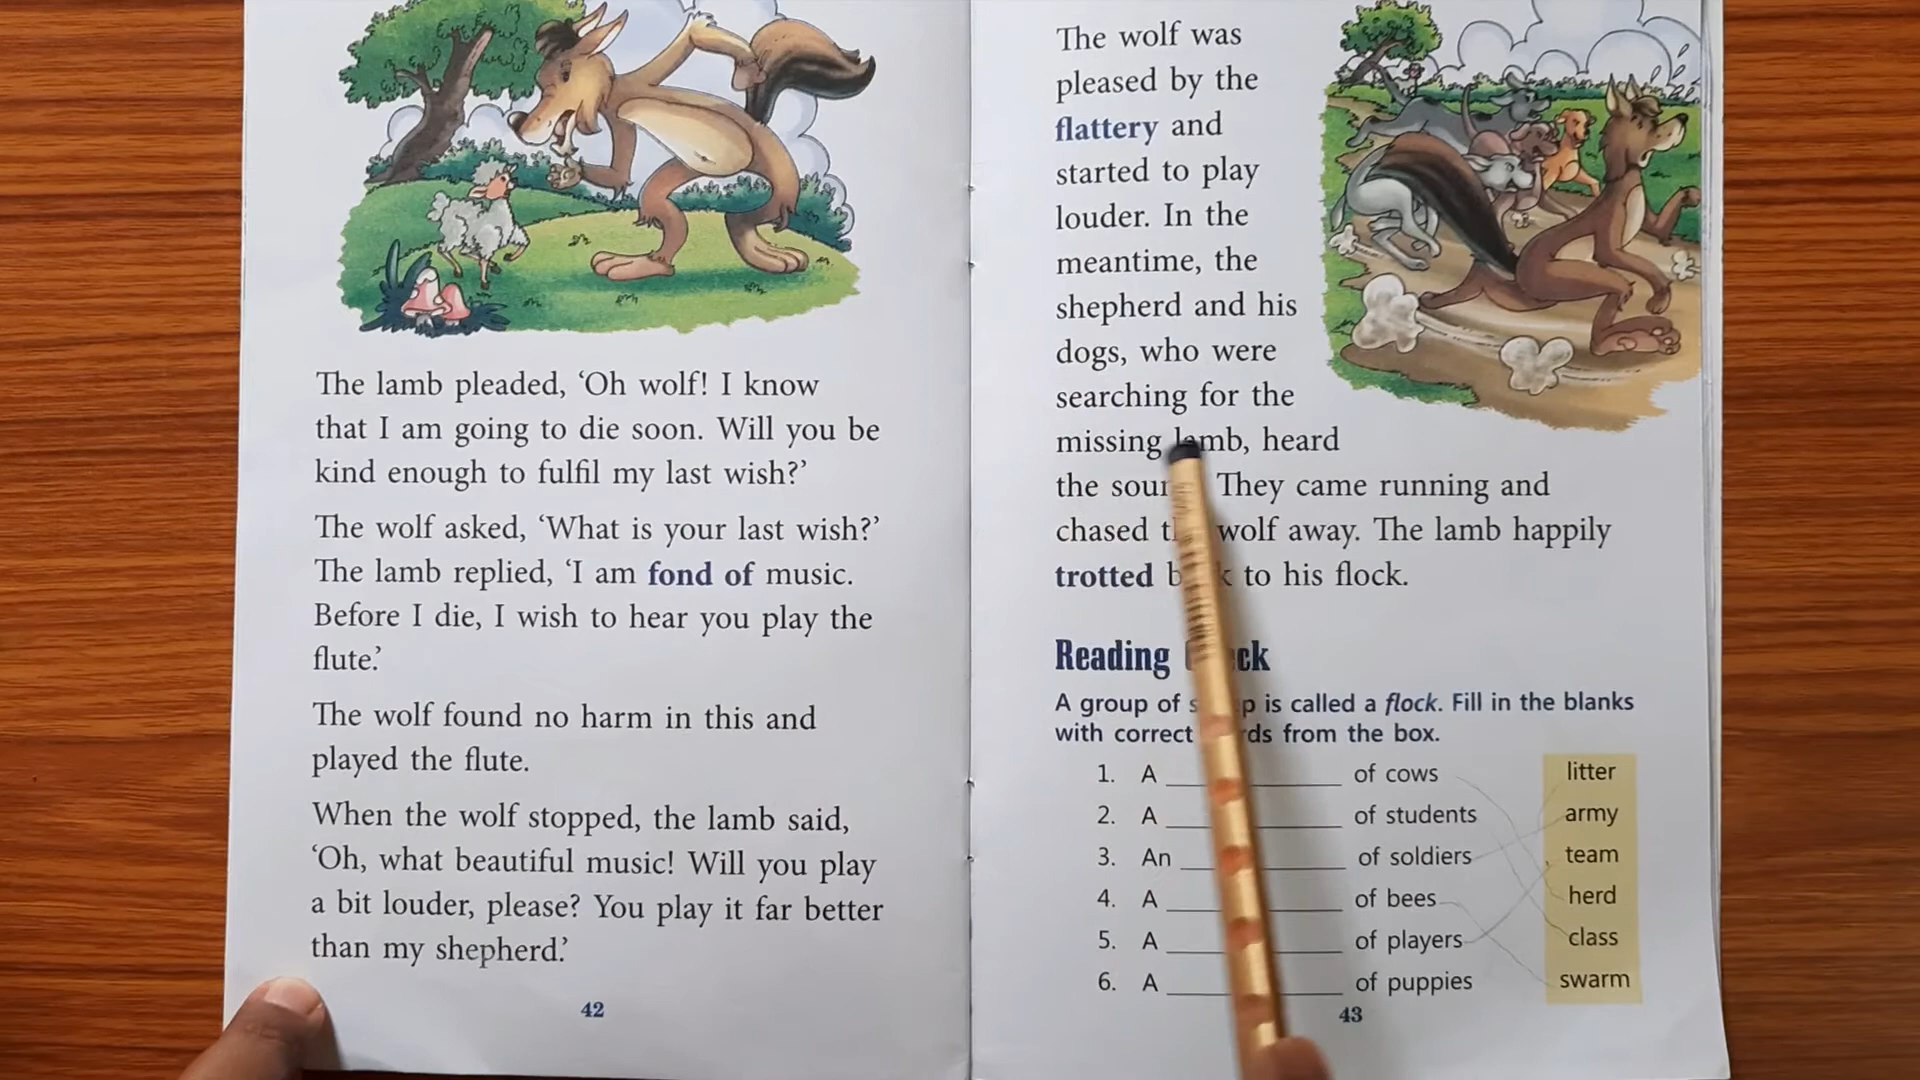 The lamb pleaded, ‘Oh wolf! I know
that I am going to die soon. Will you be
kind enough to fulfil my last wish?’
The wolf asked, ‘What is your last wish?’
The lamb replied, ‘I am fond of music.
Before I die, I wish to hear you play the
flute.’
The wolf found no harm in this and
played the flute.
When the wolf stopped, the lamb said,
‘Oh, what beautiful music! Will you play
a bit louder, please? You play it far better
than my shepherd.’
42
The wolf was
pleased by the
flattery and
started to play
louder. In the
meantime, the
shepherd and his
dogs, who were
searching for the
missing lamb, heard
the They came running and
chased wolf away. The lamb happily
trotted to his flock.
Reading
A group of is called a flock. Fill in the blanks
with correct from the box.
1. A ____ of cows
2. A ____ of students
3. An ____ of soldiers
4. A ____ of bees
5. A ____ of players
6. A ____ of puppies
litter
army
team
herd
class
swarm
43